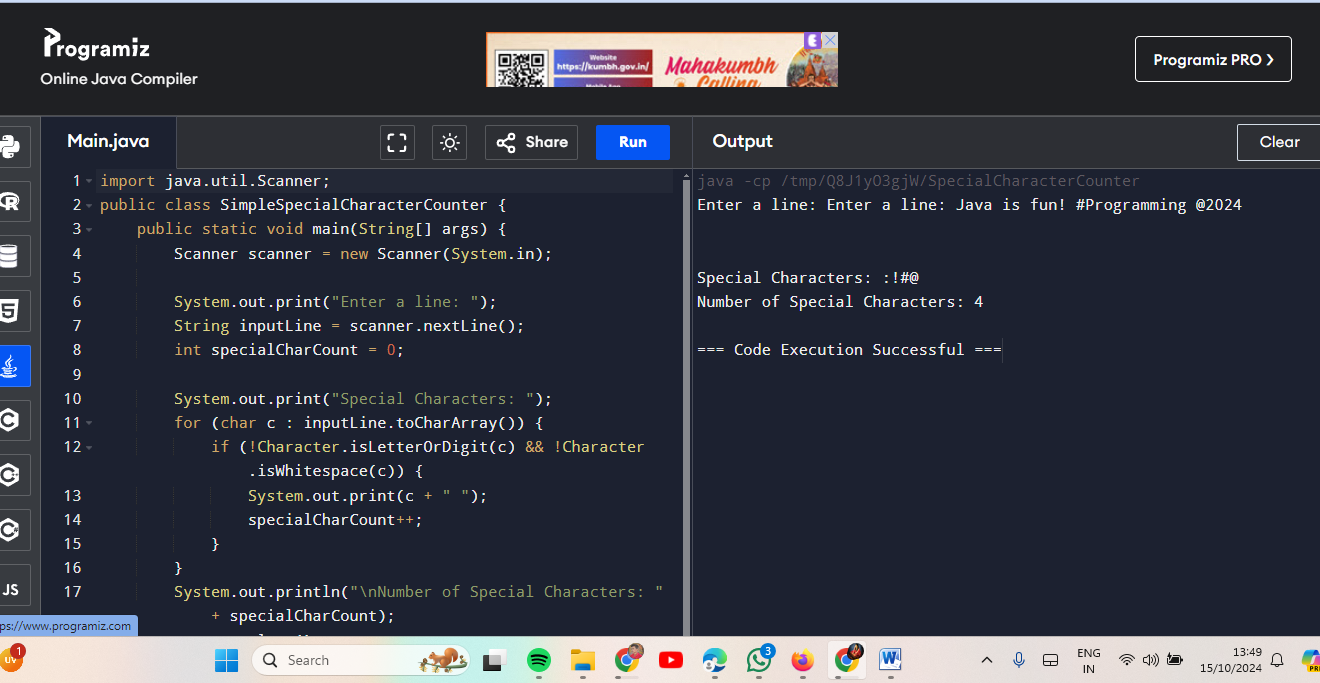 Programiz
Online Java Compiler
Website
https://kumbh.gov.in/
Mahakumbh
Calling
Programiz PRO ❯
Main.java
Share
Run
Output
Clear
1 import java.util.Scanner;
2 public class SimpleSpecialCharacterCounter {
3     public static void main(String[] args) {
4         Scanner scanner = new Scanner(System.in);
5
6         System.out.print("Enter a line: ");
7         String inputLine = scanner.nextLine();
8         int specialCharCount = 0;
9
10         System.out.print("Special Characters: ");
11         for (char c : inputLine.toCharArray()) {
12             if (!Character.isLetterOrDigit(c) && !Character
                .isWhitespace(c)) {
13                 System.out.print(c + " ");
14                 specialCharCount++;
15             }
16         }
17         System.out.println("\nNumber of Special Characters: "
            + specialCharCount);
java -cp /tmp/Q8J1yO3gjW/SpecialCharacterCounter
Enter a line: Enter a line: Java is fun! #Programming @2024
Special Characters: :!#@
Number of Special Characters: 4
=== Code Execution Successful ===
R
5
C
C
C
JS
ps://www.programiz.com
UV
1
Search
3
W
ENG
IN
13:49
15/10/2024
PRE